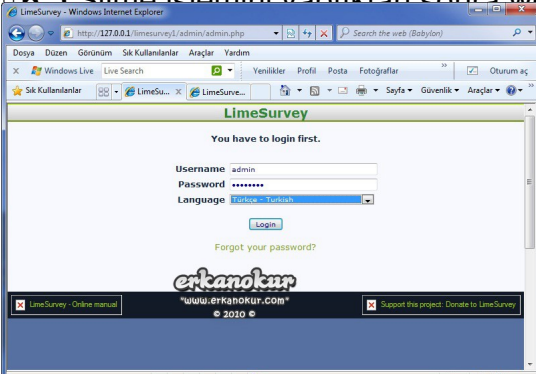 LimeSurvey - Windows Internet Explorer
http://127.0.0.1/limesurvey1/admin/admin.php
Search the web (Babylon)
Dosya Düzen Görünüm Sık Kullanılanlar Araçlar Yardım
Windows Live Live Search Yenilikler Profil Posta Fotoğraflar Oturum aç
Sık Kullanılanlar LimeSu... LimeSurve... Sayfa Güvenlik Araçlar
LimeSurvey
You have to login first.
Username admin
Password
Language Türkçe - Turkish
Login
Forgot your password?
erkanokur
"www.erkanokur.com"
© 2010 ©
LimeSurvey - Online manual
Support this project: Donate to LimeSurvey